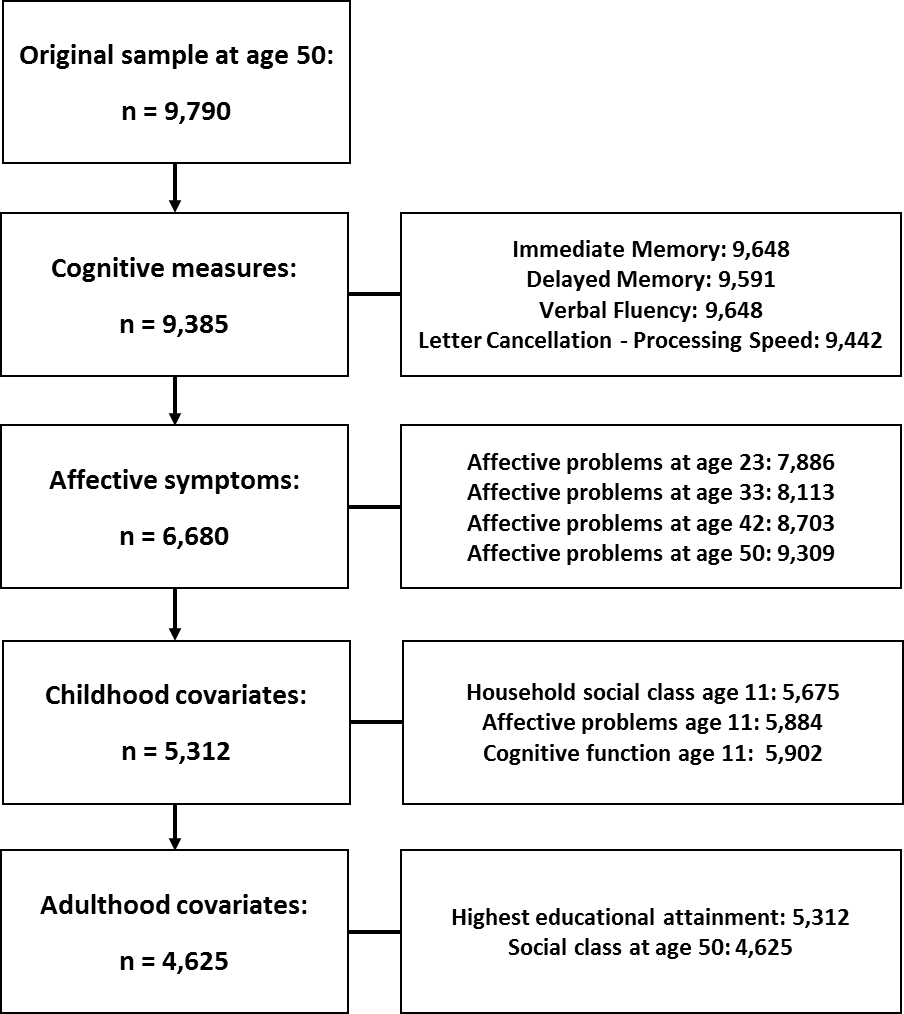 Original sample at age 50:
n = 9,790
Cognitive measures:
n = 9,385
Immediate Memory: 9,648
Delayed Memory: 9,591
Verbal Fluency: 9,648
Letter Cancellation - Processing Speed: 9,442
Affective symptoms:
n = 6,680
Affective problems at age 23: 7,886
Affective problems at age 33: 8,113
Affective problems at age 42: 8,703
Affective problems at age 50: 9,309
Childhood covariates:
n = 5,312
Household social class age 11: 5,675
Affective problems age 11: 5,884
Cognitive function age 11:  5,902
Adulthood covariates:
n = 4,625
Highest educational attainment: 5,312
Social class at age 50: 4,625